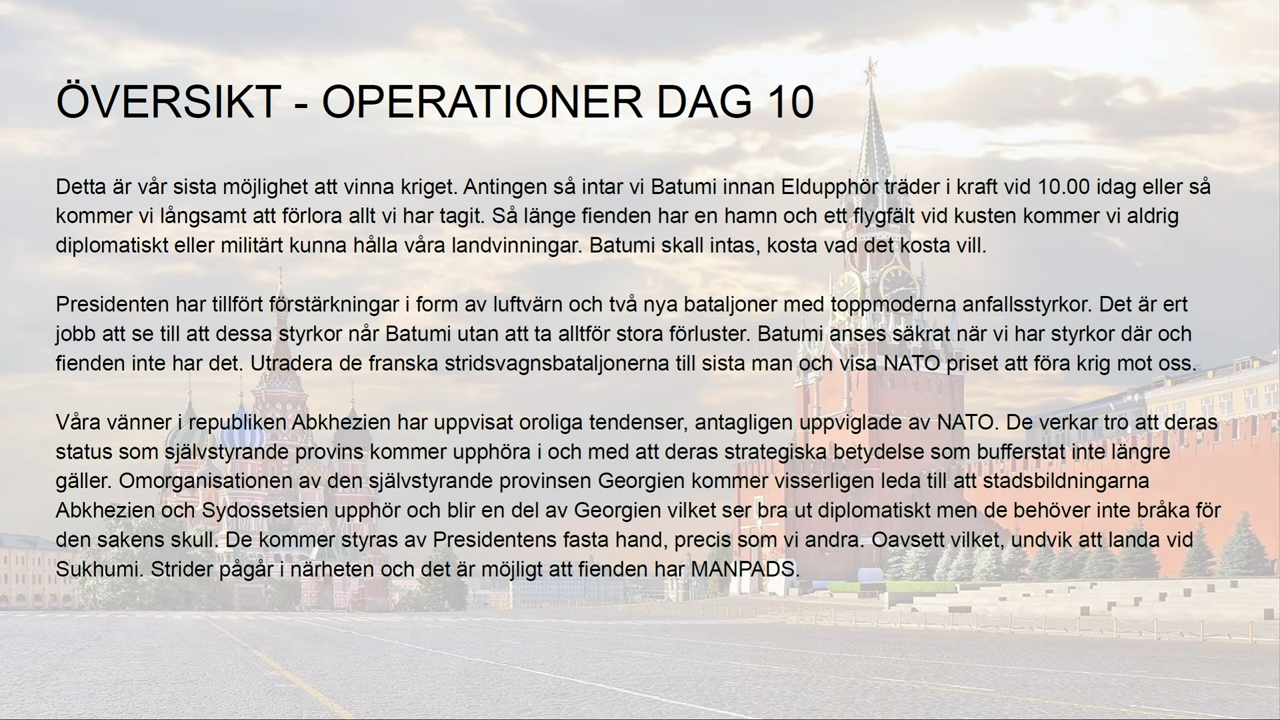 ÖVERSIKT - OPERATIONER DAG 10
Detta är vår sista möjlighet att vinna kriget. Antingen så intar vi Batumi innan Eldupphör träder i kraft vid 10.00 idag eller så
kommer vi långsamt att förlora allt vi har tagit. Så länge fienden har en hamn och ett flygfält vid kusten kommer vi aldrig
diplomatiskt eller militärt kunna hålla våra landvinningar. Batumi skall intas, kosta vad det kosta vill.
Presidenten har tillfört förstärkningar i form av luftvärn och två nya bataljoner med toppmoderna anfallsstyrkor. Det är ert
jobb att se till att dessa styrkor når Batumi utan att ta alltför stora förluster. Batumi anses säkrat när vi har styrkor där och
fienden inte har det. Utradera de franska stridsvagnsbataljonerna till sista man och visa NATO priset att föra krig mot oss.
Våra vänner i republiken Abkhezien har uppvisat oroliga tendenser, antagligen uppviglade av NATO. De verkar tro att deras
status som självstyrande provins kommer upphöra i och med att deras strategiska betydelse som bufferstat inte längre
gäller. Omorganisationen av den självstyrande provinsen Georgien kommer visserligen leda till att stadsbildningarna
Abkhezien och Sydossetsien upphör och blir en del av Georgien vilket ser bra ut diplomatiskt men de behöver inte bråka för
den sakens skull. De kommer styras av Presidentens fasta hand, precis som vi andra. Oavsett vilket, undvik att landa vid
Sukhumi. Strider pågår i närheten och det är möjligt att fienden har MANPADS.